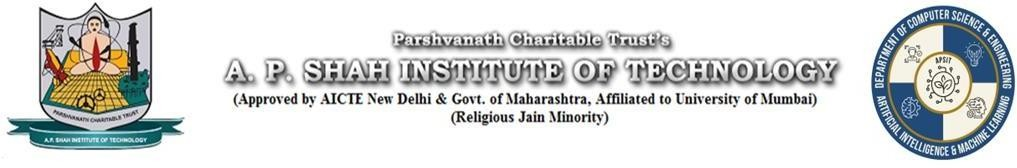 PARSHVANATH CHARITABLE TRUST
A.P. SHAH INSTITUTE OF TECHNOLOGY
Parshvanath Charitable Trust's
A. P. SHAH INSTITUTE OF TECHNOLOGY
(Approved by AICTE New Delhi & Govt. of Maharashtra, Affiliated to University of Mumbai)
(Religious Jain Minority)
DEPARTMENT OF COMPUTER SCIENCE & ENGINEERING
APSIT
ARTIFICIAL INTELLIGENCE & MACHINE LEARNING